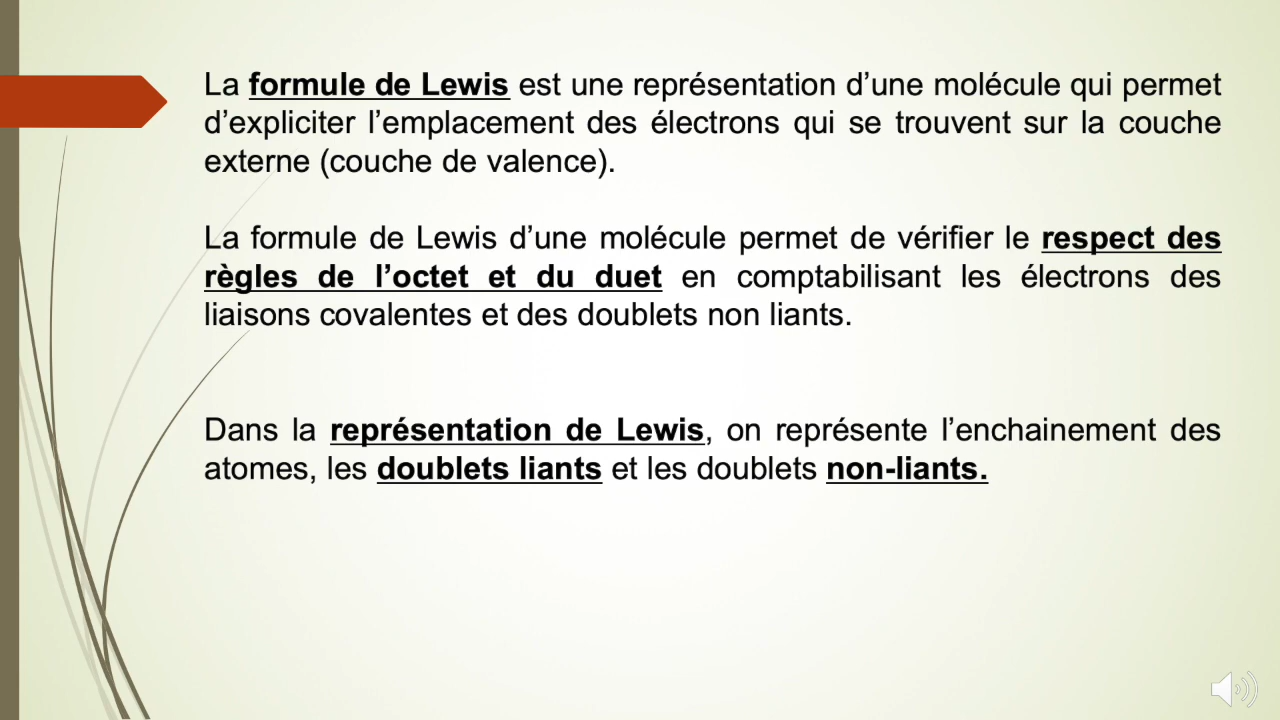 La formule de Lewis est une représentation d’une molécule qui permet
d’expliciter l’emplacement des électrons qui se trouvent sur la couche
externe (couche de valence).
La formule de Lewis d’une molécule permet de vérifier le respect des
règles de l’octet et du duet en comptabilisant les électrons des
liaisons covalentes et des doublets non liants.
Dans la représentation de Lewis, on représente l’enchainement des
atomes, les doublets liants et les doublets non-liants.